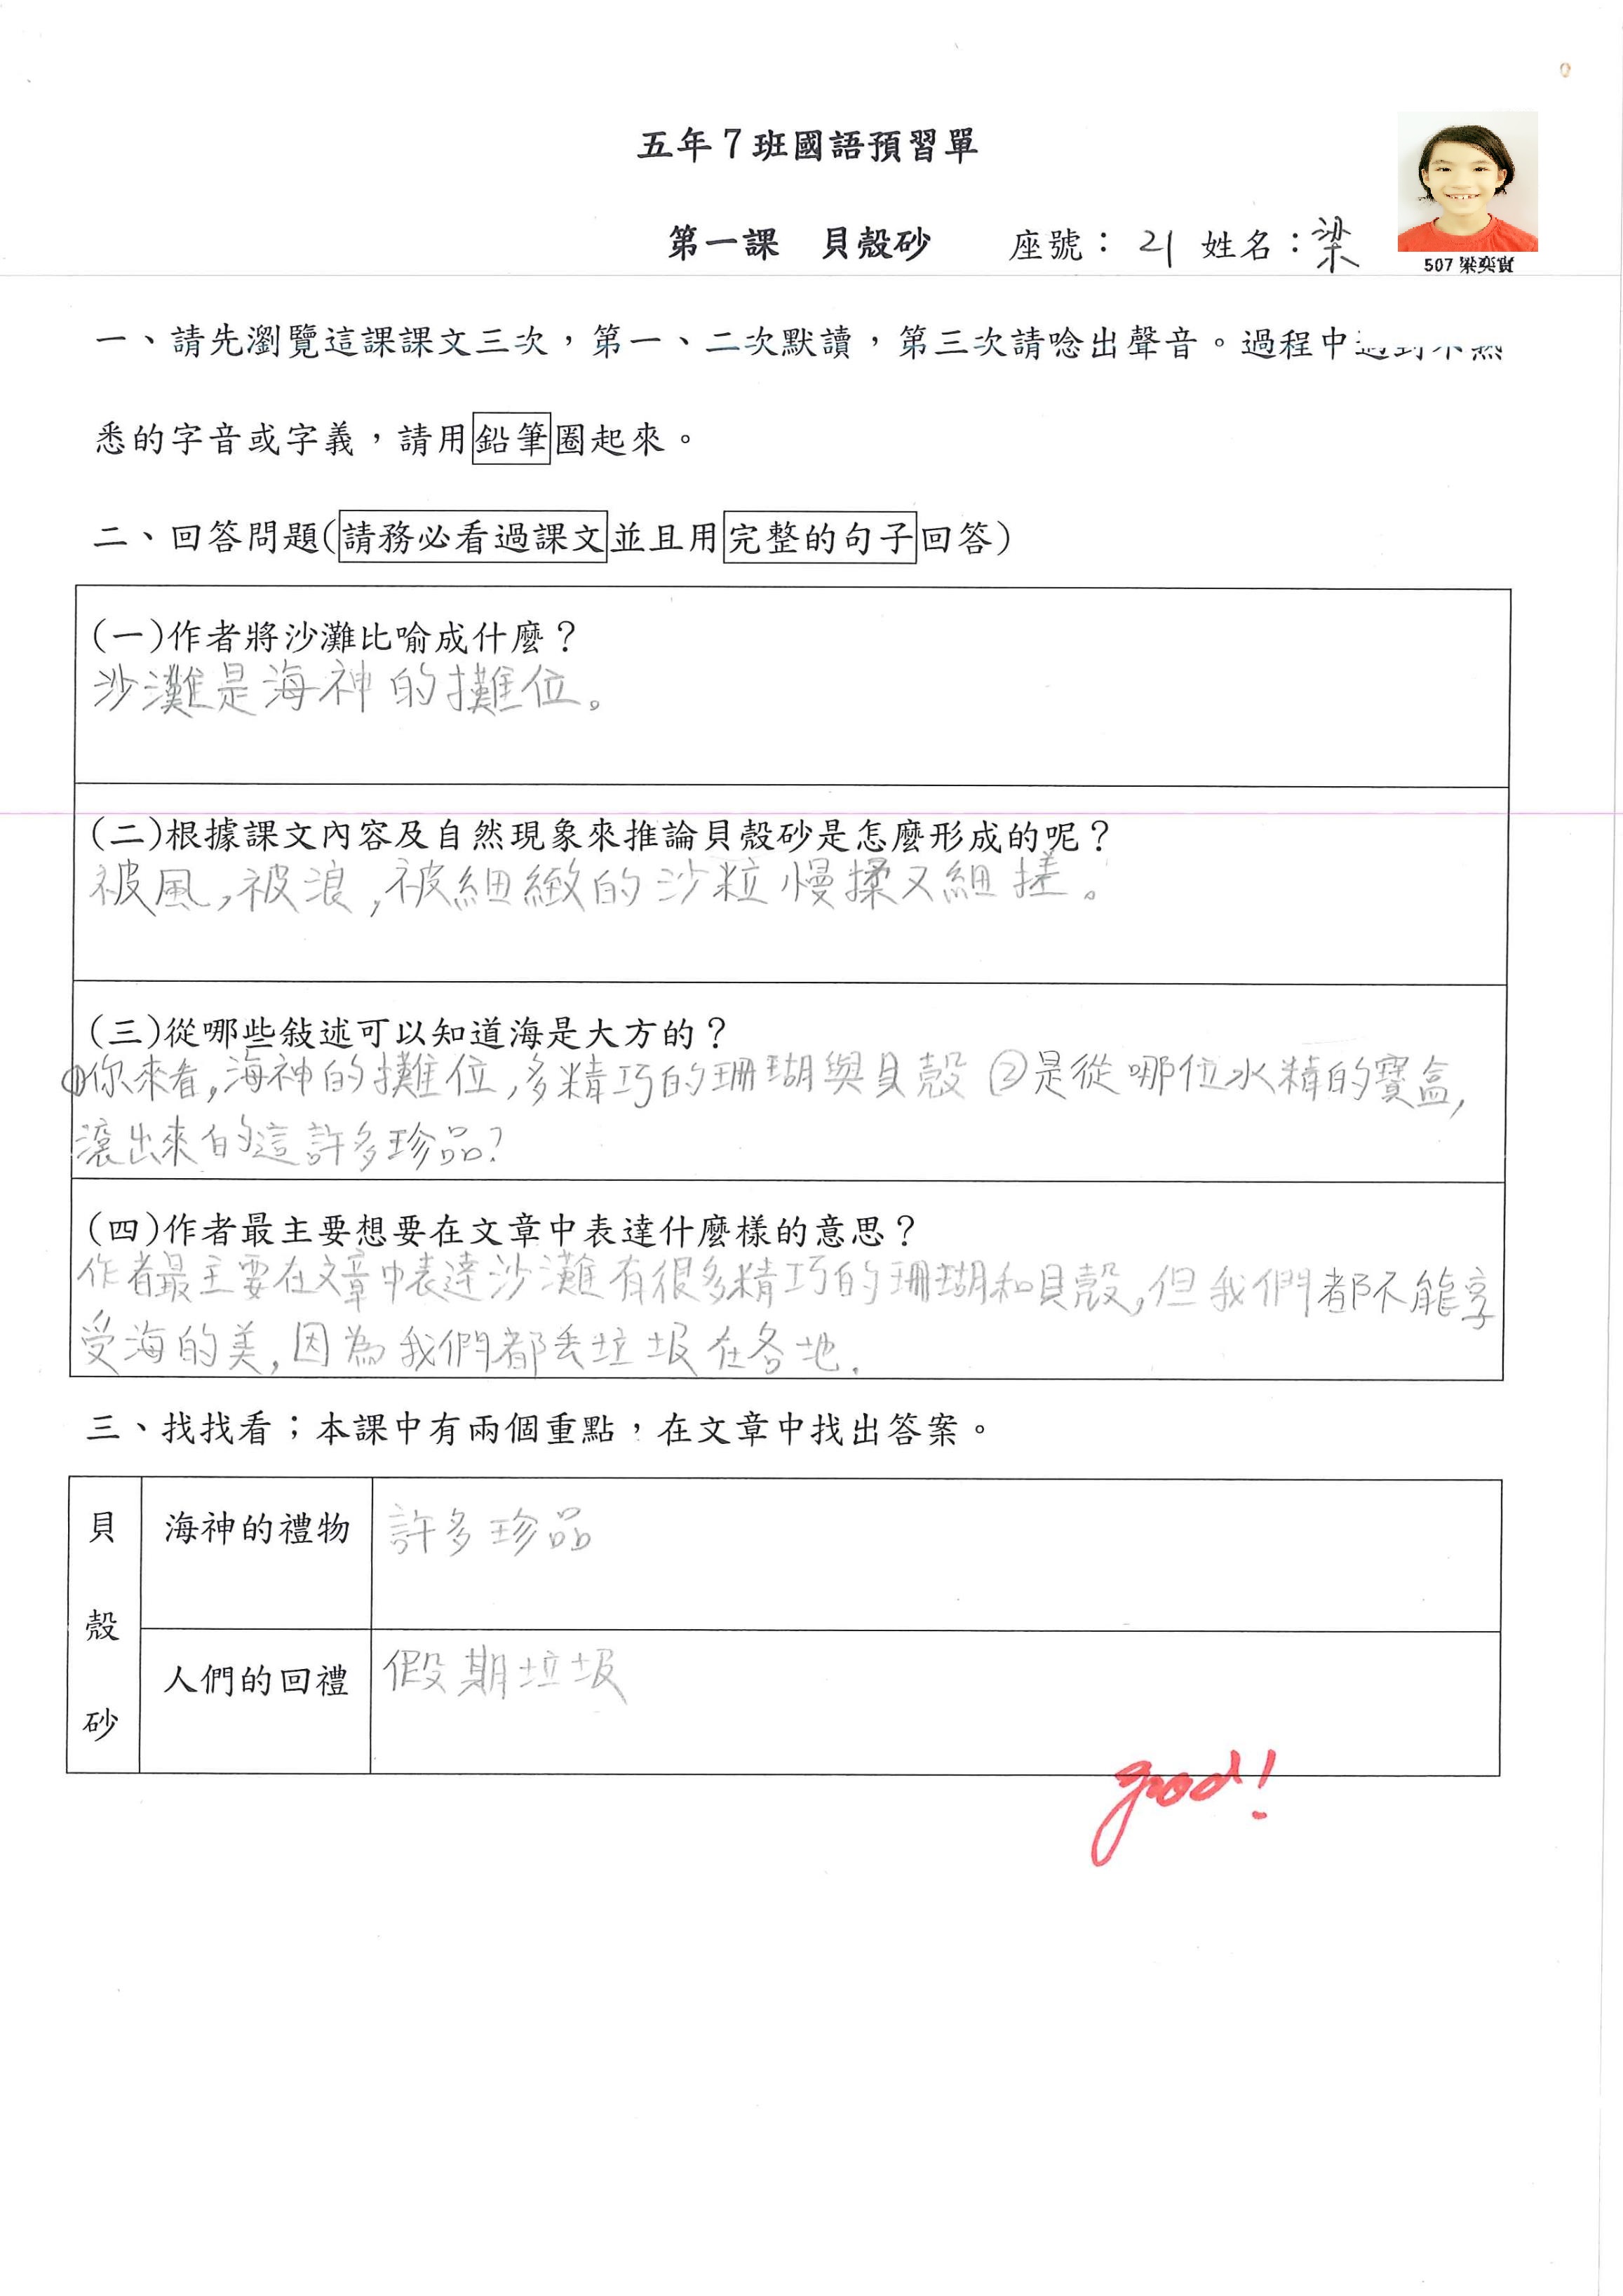 五年7班國語預習單
第一課 貝殼砂 座號：21 姓名：梁
507
一、請先瀏覽這課課文三次，第一、二次默讀，第三次請唸出聲音。過程中
悉的字音或字義，請用鉛筆圈起來。
二、回答問題(請務必看過課文並且用完整的句子回答)
(一)作者將沙灘比喻成什麼？
沙灘是海神的攤位。
(二)根據課文內容及自然現象來推論貝殼砂是怎麼形成的呢？
被風,被浪,被細緻的沙粒慢揉又細搓。
(三)從哪些敍述可以知道海是大方的？
①你來看,海神的攤位,多精巧的珊瑚與貝殼 ②是從哪位水精的寶盒,
滾出來的這許多珍品?
(四)作者最主要想要在文章中表達什麼樣的意思？
作者最主要在文章中表達沙灘有很多精巧的珊瑚和貝殼,但我們都不能享
受海的美,因為我們都丟垃圾在各地.
三、找找看；本課中有兩個重點，在文章中找出答案。
貝殼砂
海神的禮物 許多珍品
人們的回禮 假期垃圾
good!